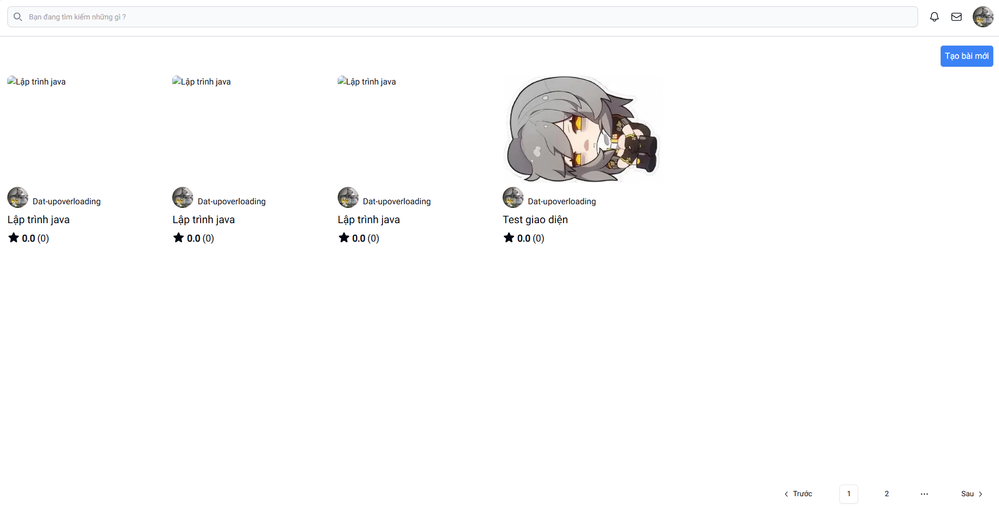 Bạn đang tìm kiếm những gì ?
Tạo bài mới
Lập trình java
Lập trình java
Lập trình java
Dat-upoverloading
Dat-upoverloading
Dat-upoverloading
Dat-upoverloading
Lập trình java
Lập trình java
Lập trình java
Test giao diện
0.0 (0)
0.0 (0)
0.0 (0)
0.0 (0)
Trước
1
2
...
Sau